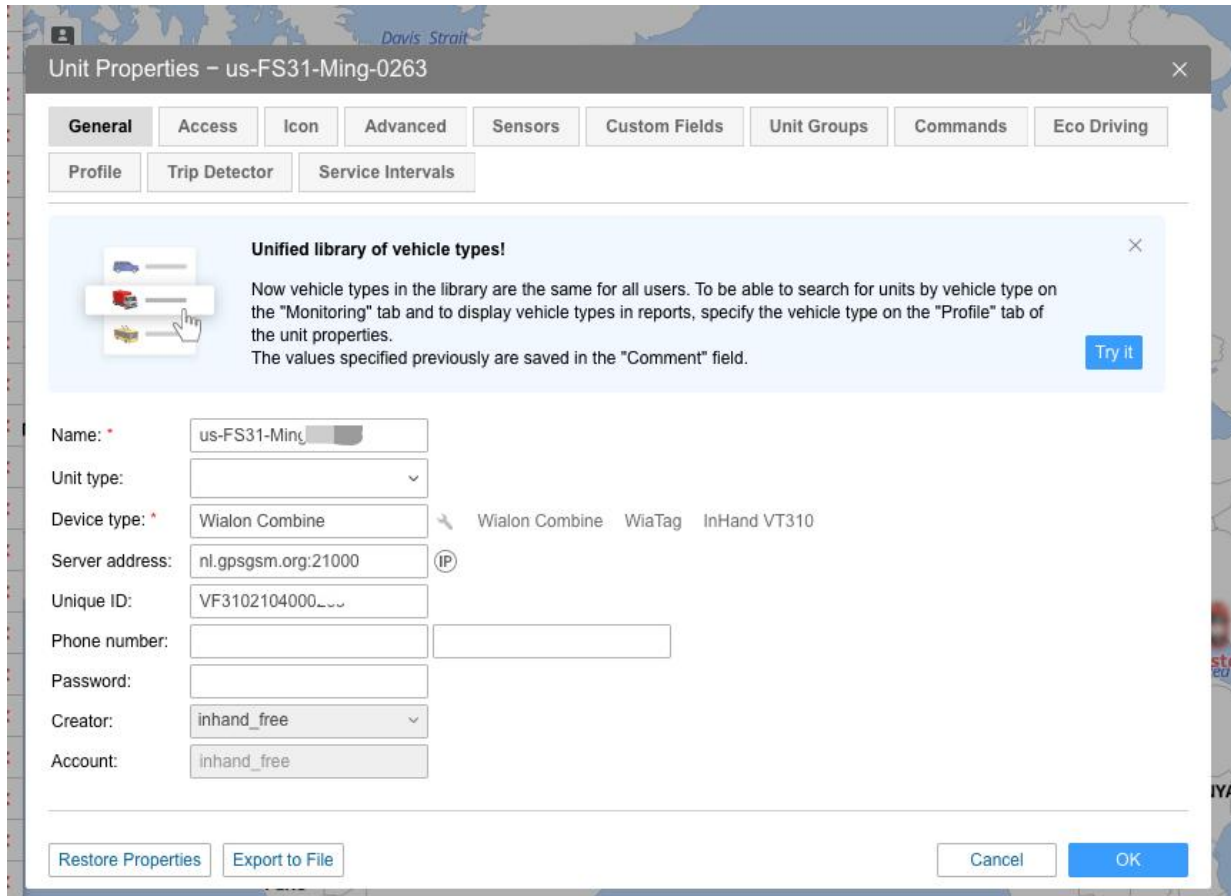 Davis Strait
Unit Properties – us-FS31-Ming-0263
General Access Icon Advanced Sensors Custom Fields Unit Groups Commands Eco Driving
Profile Trip Detector Service Intervals
Unified library of vehicle types!
Now vehicle types in the library are the same for all users. To be able to search for units by vehicle type on
the "Monitoring" tab and to display vehicle types in reports, specify the vehicle type on the "Profile" tab of
the unit properties.
The values specified previously are saved in the "Comment" field.
Try it
Name: * us-FS31-Ming
Unit type:
Device type: * Wialon Combine Wialon Combine WiaTag InHand VT310
Server address: nl.gpsgsm.org:21000 IP
Unique ID: VF3102104000
Phone number:
Password:
Creator: inhand_free
Account: inhand_free
Restore Properties Export to File Cancel OK